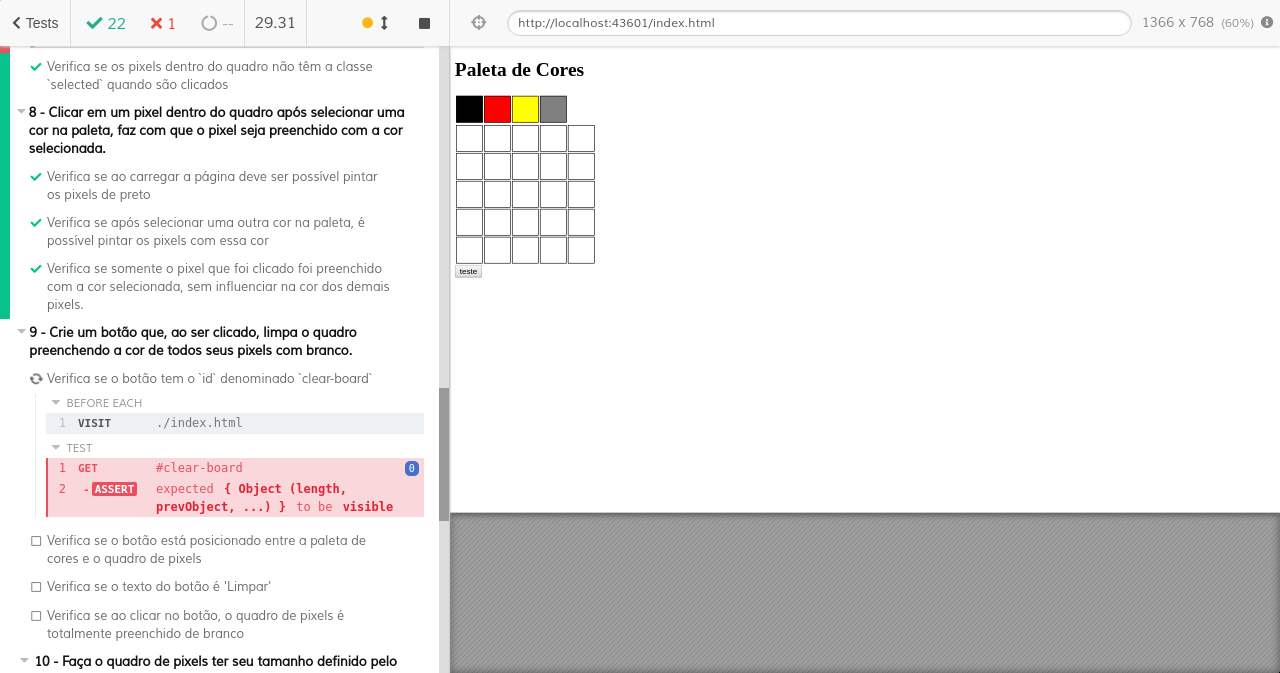 Tests
22
1
--
29.31
http://localhost:43601/index.html
1366 x 768 (60%)
Verifica se os pixels dentro do quadro não têm a classe
`selected` quando são clicados
8 - Clicar em um pixel dentro do quadro após selecionar uma
cor na paleta, faz com que o pixel seja preenchido com a cor
selecionada.
Verifica se ao carregar a página deve ser possível pintar
os pixels de preto
Verifica se após selecionar uma outra cor na paleta, é
possível pintar os pixels com essa cor
Verifica se somente o pixel que foi clicado foi preenchido
com a cor selecionada, sem influenciar na cor dos demais
pixels.
9 - Crie um botão que, ao ser clicado, limpa o quadro
preenchendo a cor de todos seus pixels com branco.
Verifica se o botão tem o `id` denominado `clear-board`
BEFORE EACH
1 VISIT ./index.html
TEST
1 GET #clear-board 0
2 -ASSERT expected { Object (length,
prevObject, ...) } to be visible
Verifica se o botão está posicionado entre a paleta de
cores e o quadro de pixels
Verifica se o texto do botão é 'Limpar'
Verifica se ao clicar no botão, o quadro de pixels é
totalmente preenchido de branco
10 - Faça o quadro de pixels ter seu tamanho definido pelo
Paleta de Cores
teste